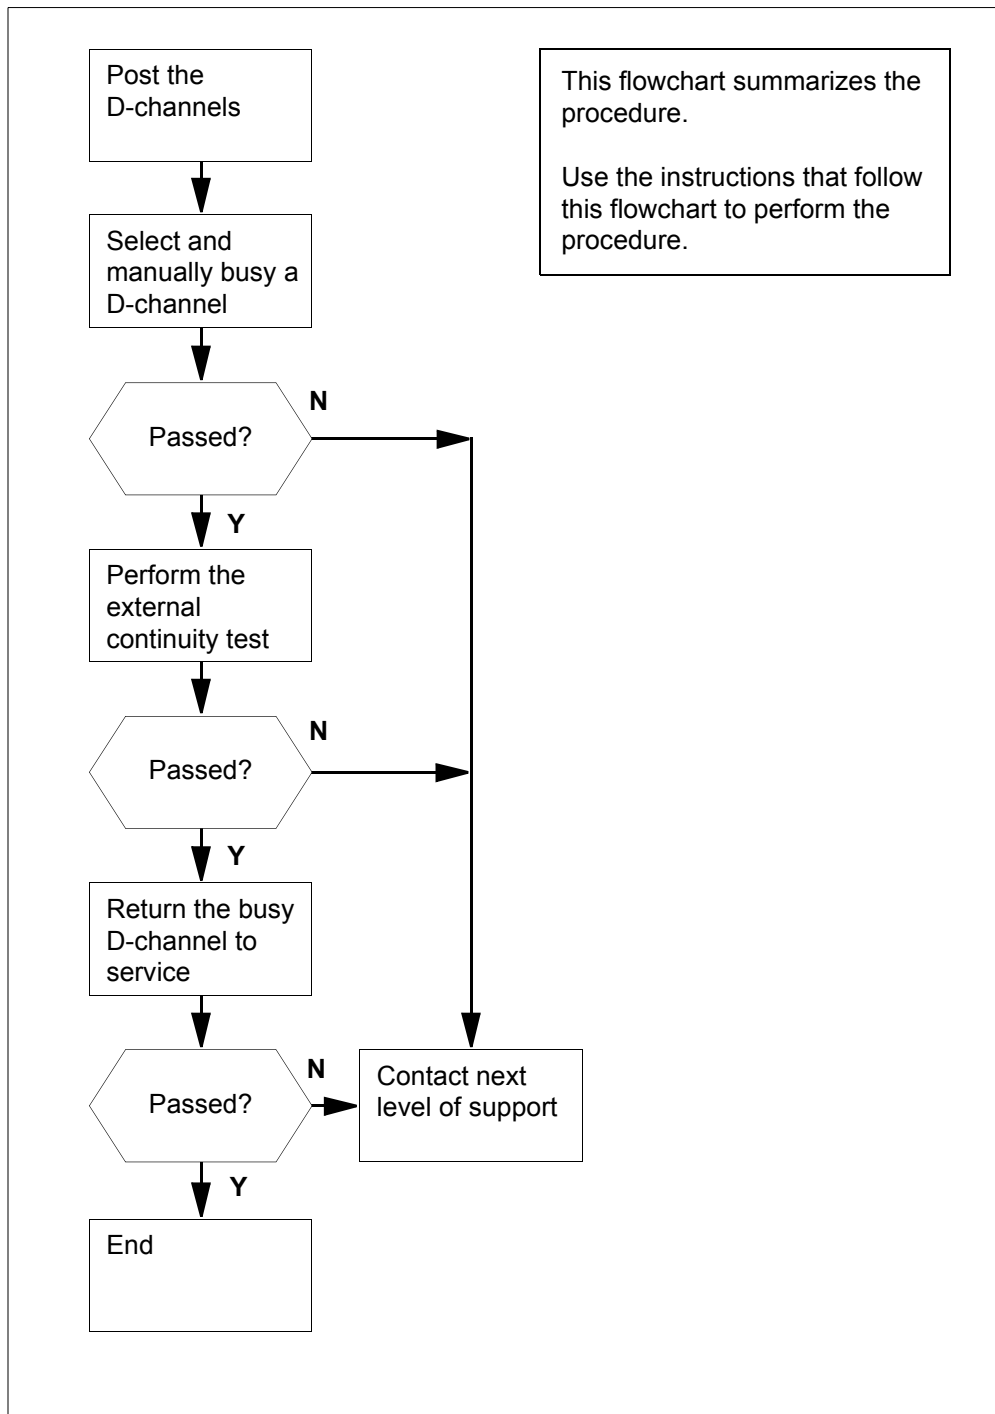 Post the
D-channels
This flowchart summarizes the
procedure.
Use the instructions that follow
this flowchart to perform the
procedure.
Select and
manually busy a
D-channel
Passed?
N
Y
Perform the
external
continuity test
Passed?
N
Y
Return the busy
D-channel to
service
Passed?
N
Contact next
level of support
Y
End